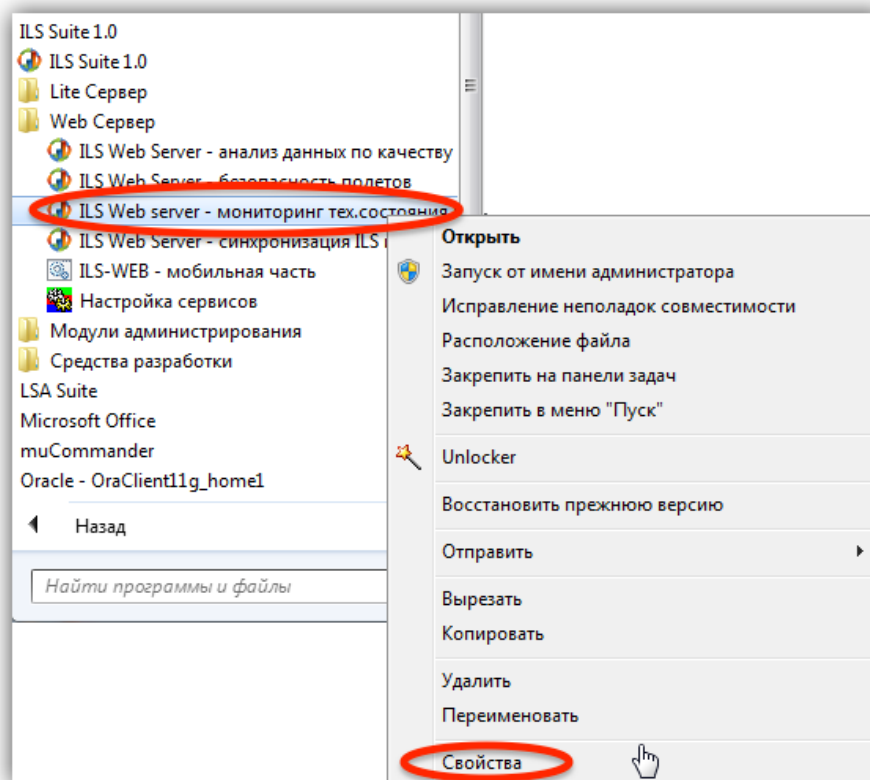 ILS Suite 1.0
ILS Suite 1.0
Lite Сервер
Web Сервер
ILS Web Server - анализ данных по качеству
ILS Web Server - безопасность полетов
ILS Web server - мониторинг тех.состояния
ILS Web Server - синхронизация ILS
ILS-WEB - мобильная часть
Настройка сервисов
Модули администрирования
Средства разработки
LSA Suite
Microsoft Office
muCommander
Oracle - OraClient11g_home1
Назад
Найти программы и файлы
Открыть
Запуск от имени администратора
Исправление неполадок совместимости
Расположение файла
Закрепить на панели задач
Закрепить в меню "Пуск"
Unlocker
Восстановить прежнюю версию
Отправить
Вырезать
Копировать
Удалить
Переименовать
Свойства